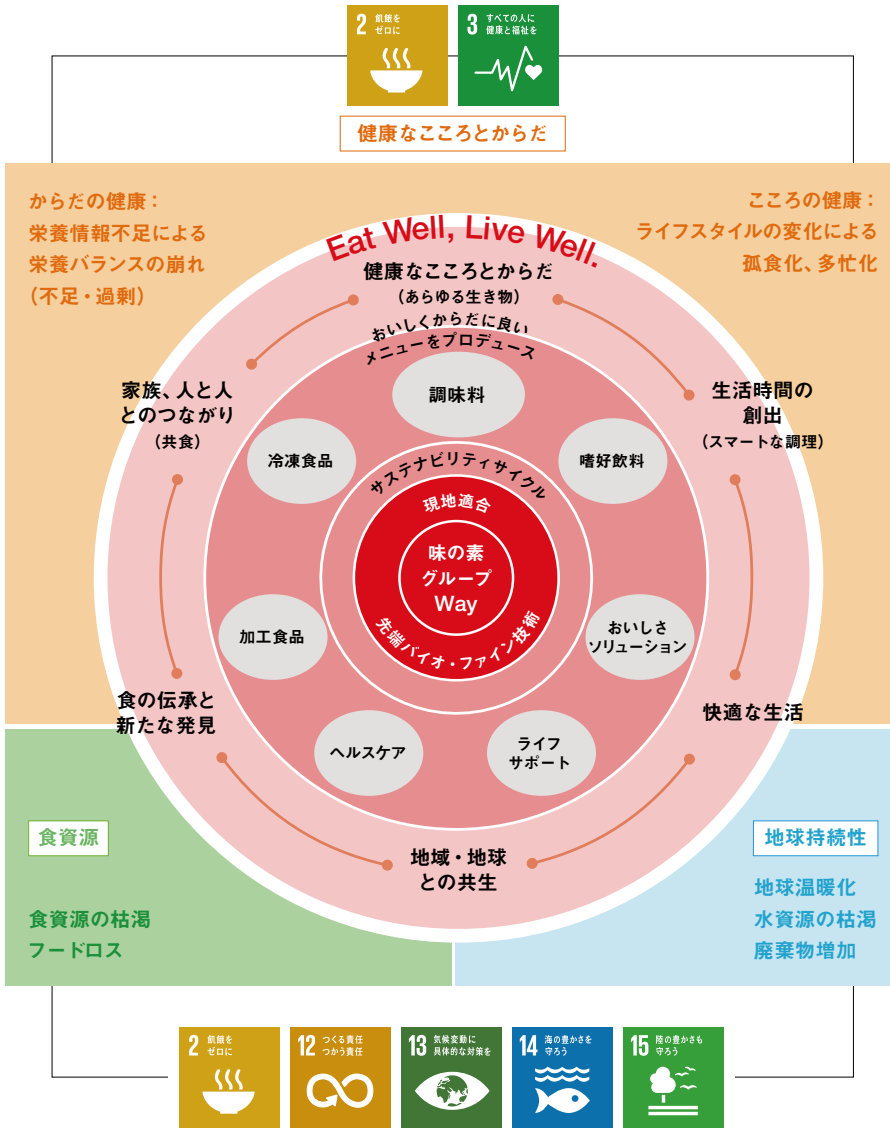 2 飢餓を
ゼロに
3 すべての人に
健康と福祉を
健康なこころとからだ
からだの健康：
栄養情報不足による
栄養バランスの崩れ
（不足・過剰）
こころの健康：
ライフスタイルの変化による
孤食化、多忙化
Eat Well, Live Well.
健康なこころとからだ
（あらゆる生き物）
おいしくからだに良い
メニューをプロデュース
家族、人と人
とのつながり
（共食）
生活時間の
創出
（スマートな調理）
調味料
冷凍食品
嗜好飲料
サステナビリティサイクル
現地適合
味の素
グループ
Way
先端バイオ・ファイン技術
加工食品
おいしさ
ソリューション
食の伝承と
新たな発見
快適な生活
ヘルスケア
ライフ
サポート
地域・地球
との共生
食資源
食資源の枯渇
フードロス
地球持続性
地球温暖化
水資源の枯渇
廃棄物増加
2 飢餓を
ゼロに
12 つくる責任
つかう責任
13 気候変動に
具体的な対策を
14 海の豊かさを
守ろう
15 陸の豊かさも
守ろう